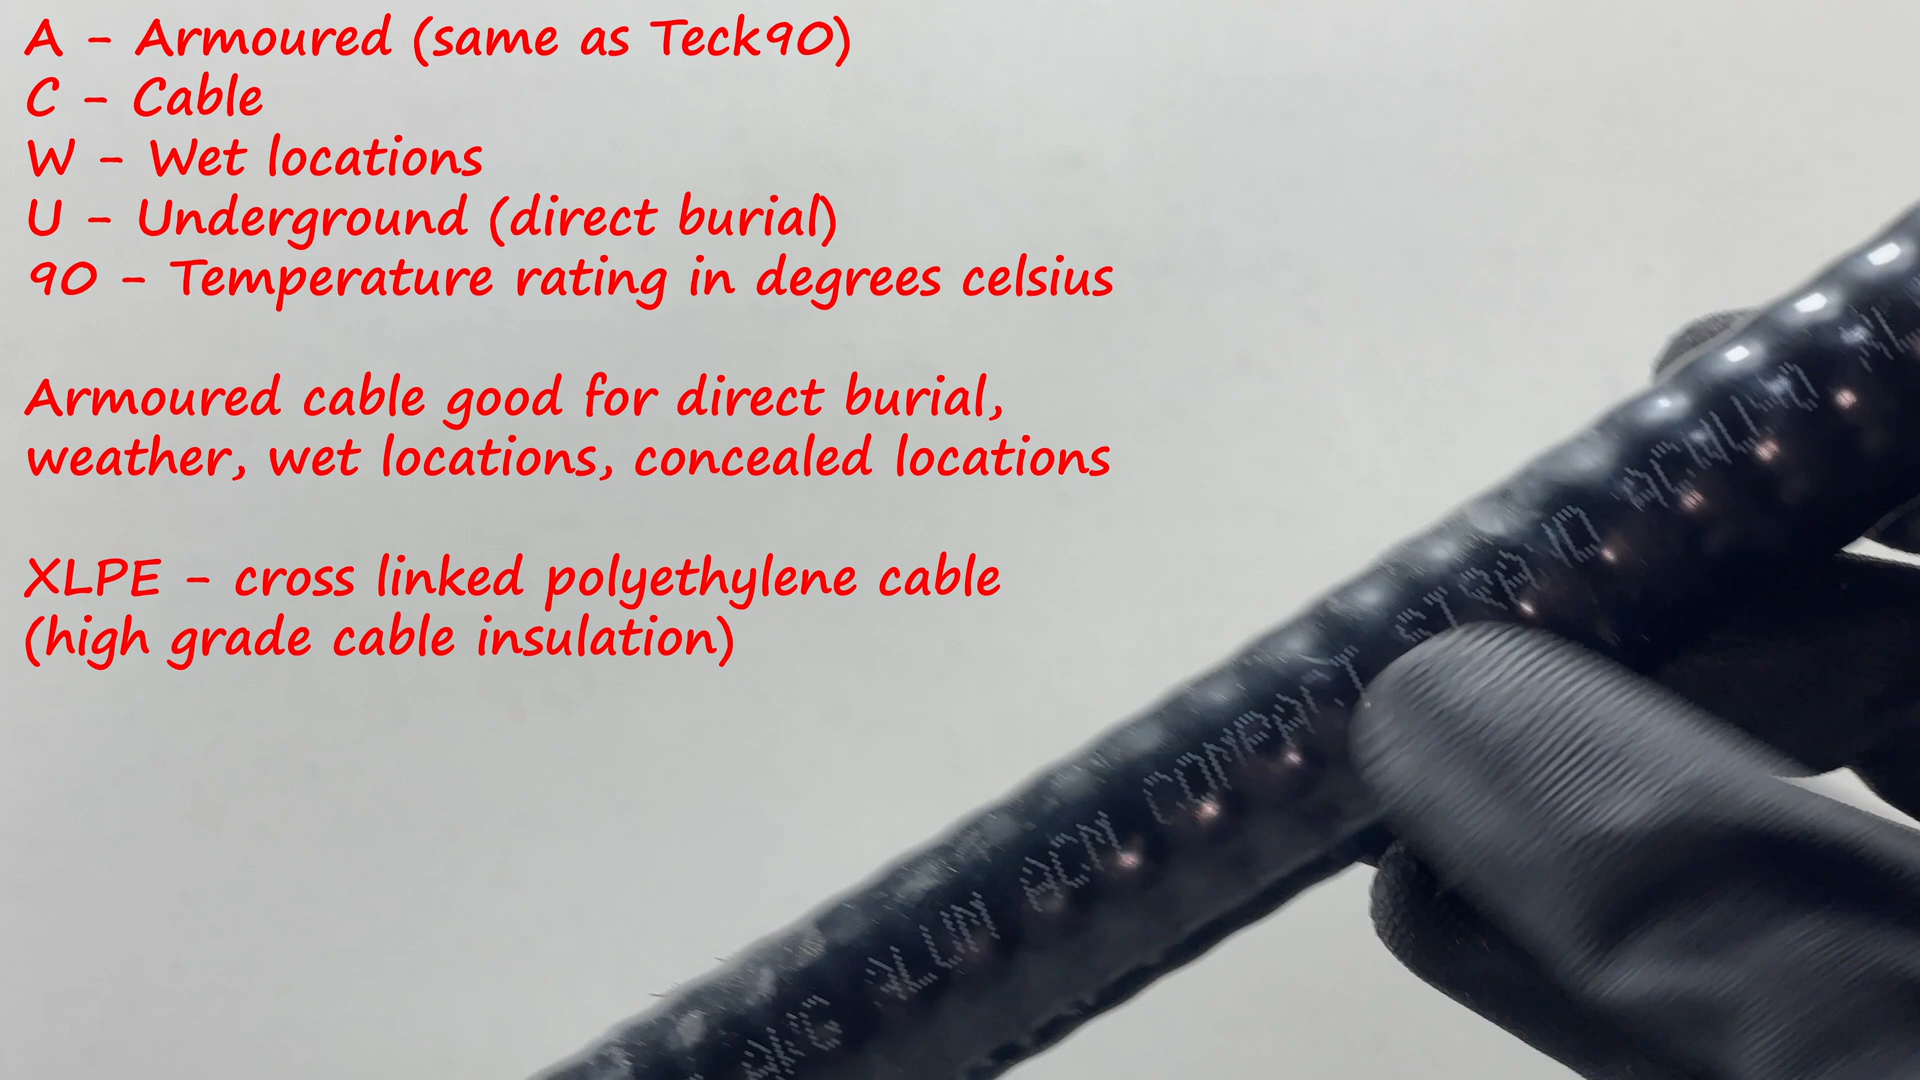 A - Armoured (same as Teck90)
C - Cable
W - Wet locations
U - Underground (direct burial)
90 - Temperature rating in degrees celsius
Armoured cable good for direct burial,
weather, wet locations, concealed locations
XLPE - cross linked polyethylene cable
(high grade cable insulation)